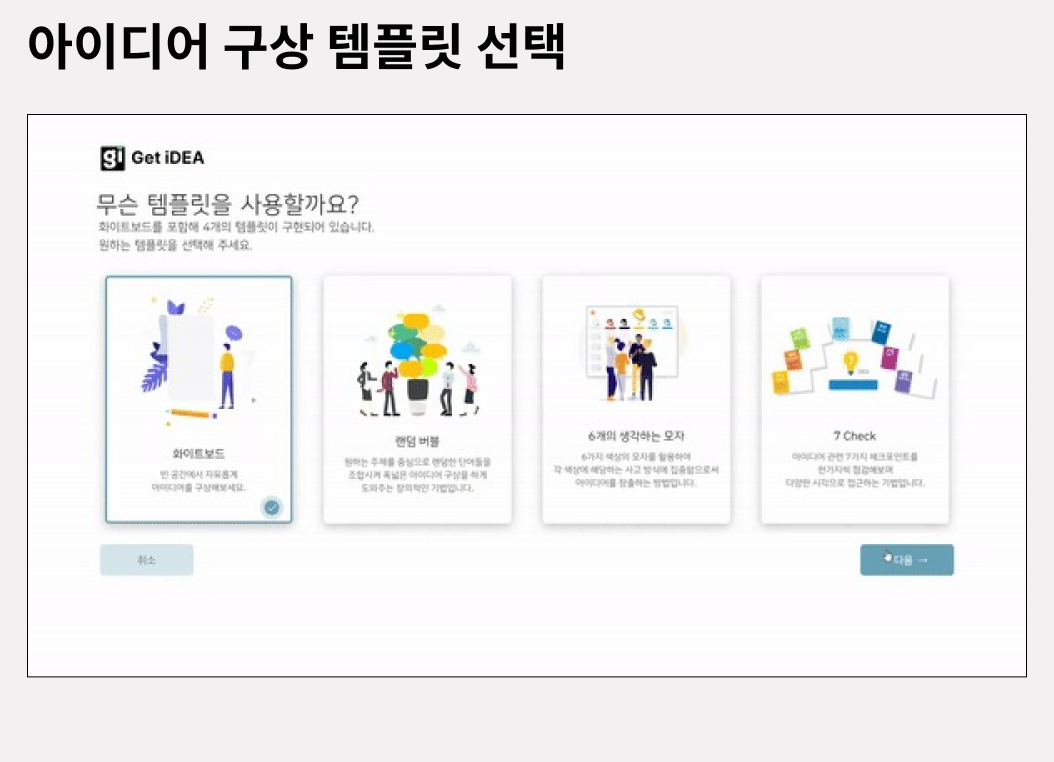 아이디어 구상 템플릿 선택
gi Get iDEA
무슨 템플릿을 사용할까요?
화이트보드를 포함해 4개의 템플릿이 구현되어 있습니다.
원하는 템플릿을 선택해 주세요.
화이트보드
빈 공간에서 자유롭게
아이디어를 구상해보세요.
랜덤 버블
원하는 주제를 중심으로 랜덤한 단어들을
조합시켜 폭넓은 아이디어 구상을 하게
도와주는 창의적인 기법입니다.
6개의 생각하는 모자
6가지 색상의 모자를 활용하여
각 색상에 해당하는 사고 방식에 집중함으로써
아이디어를 창출하는 방법입니다.
7 Check
아이디어 관련 7가지 체크포인트를
한가지씩 점검해보며
다양한 시각으로 접근하는 기법입니다.
취소
다음 →